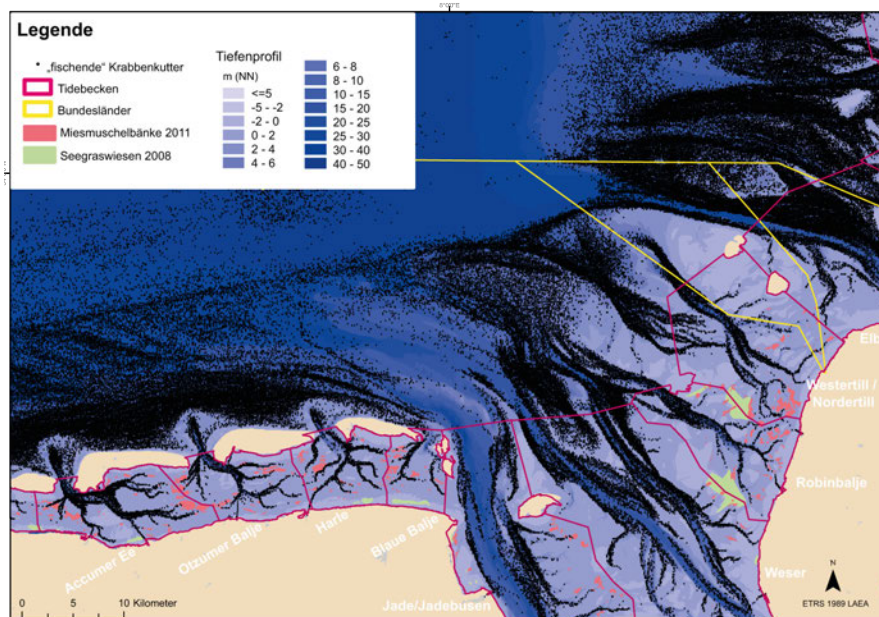 6°00'E
Legende
„fischende“ Krabbenkutter
Tidebecken
Bundesländer
Miesmuschelbänke 2011
Seegraswiesen 2008
Tiefenprofil
m (NN)
<=5
-5 - -2
-2 - 0
0 - 2
2 - 4
4 - 6
6 - 8
8 - 10
10 - 15
15 - 20
20 - 25
25 - 30
30 - 40
40 - 50
Elb
Westertill /
Nordertill
Robinbalje
Weser
Accumer Ee
Otzumer Balje
Harle
Blaue Balje
Jade/Jadebusen
0 5 10 Kilometer
N
ETRS 1989 LAEA